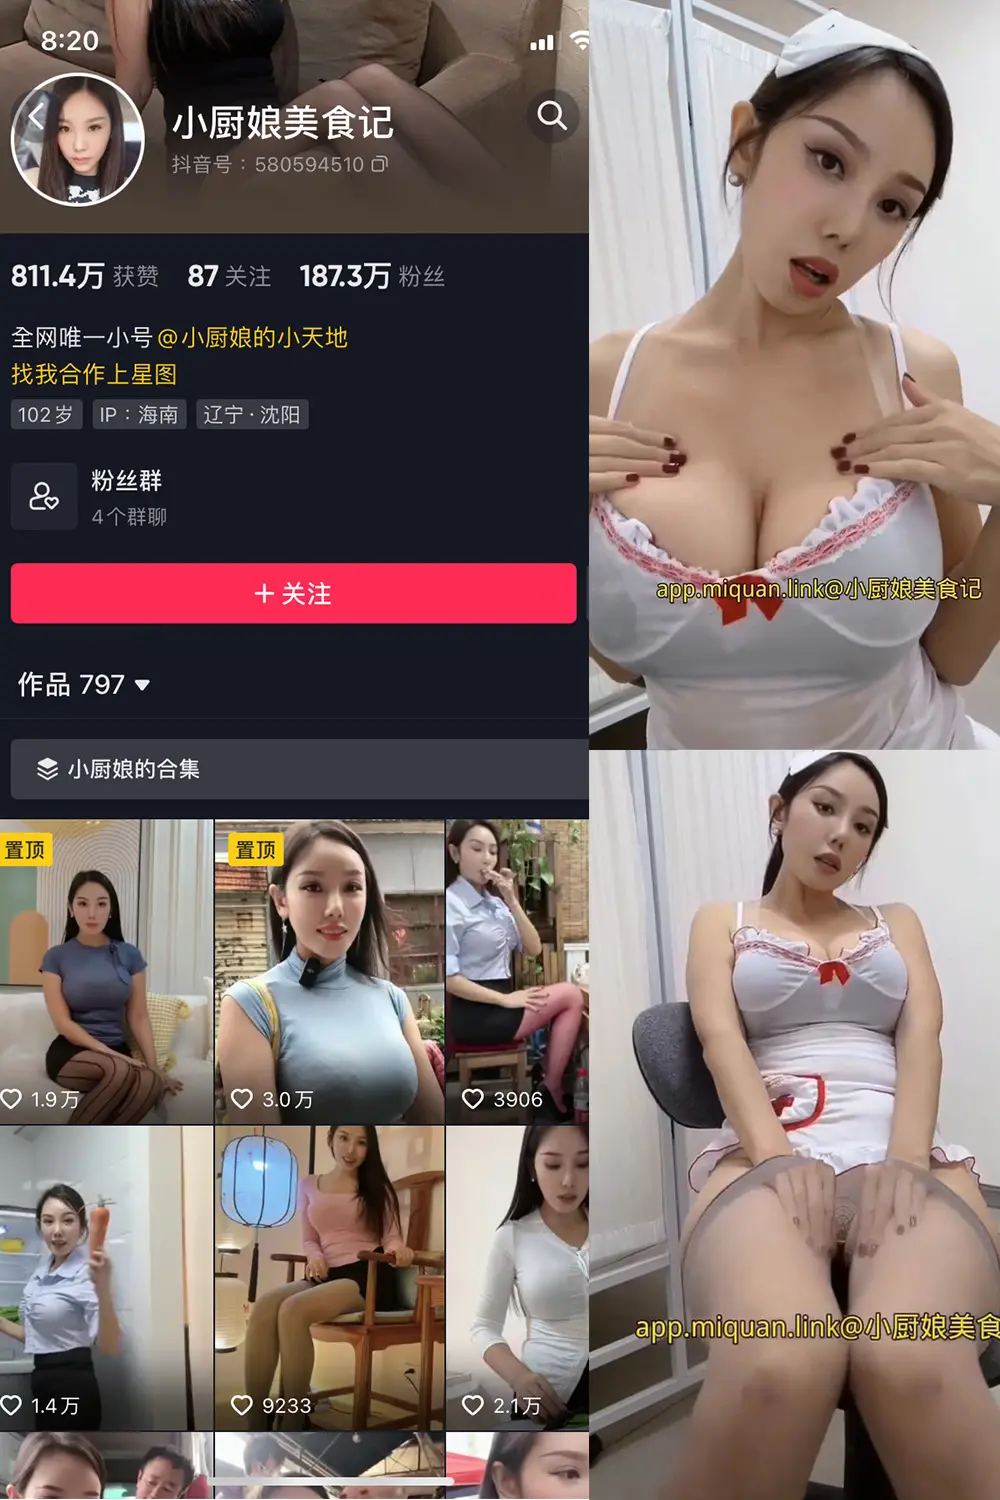 8:20
小厨娘美食记
抖音号：580594510
811.4万 获赞 87 关注 187.3万 粉丝
全网唯一小号@小厨娘的小天地
找我合作上星图
102岁 IP：海南 辽宁·沈阳
粉丝群
4个群聊
+ 关注
作品 797
小厨娘的合集
置顶 置顶
1.9万 3.0万 3906
1.4万 9233 2.1万
app.miquan.link@小厨娘美食记
app.miquan.link@小厨娘美食